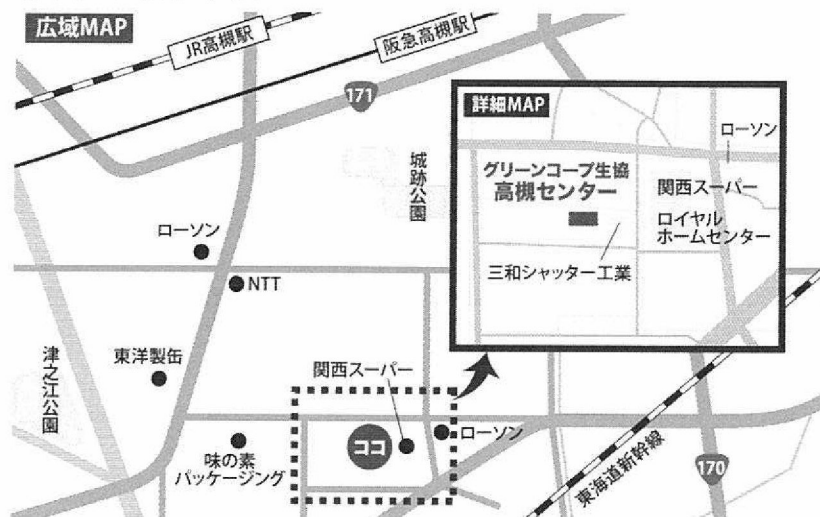 広域MAP
JR高槻駅
阪急高槻駅
171
城跡公園
詳細MAP
ローソン
グリーンコープ生協
高槻センター
関西スーパー
ロイヤル
ホームセンター
三和シャッター工業
ローソン
NTT
津之江公園
東洋製缶
関西スーパー
ココ
ローソン
味の素
パッケージング
東海道新幹線
170